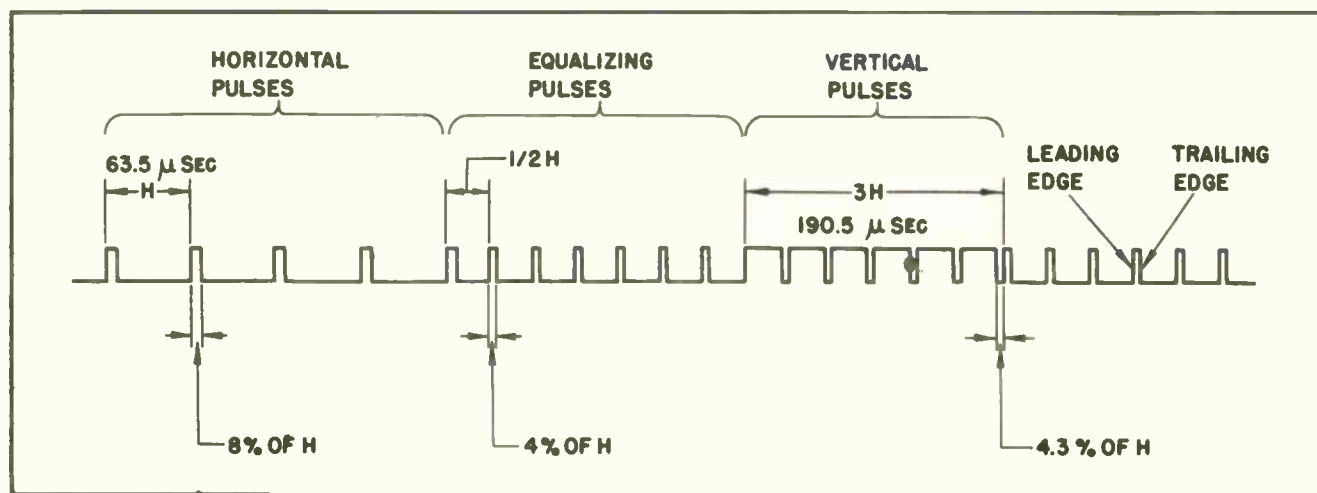 HORIZONTAL
PULSES
EQUALIZING
PULSES
VERTICAL
PULSES
63.5 μ SEC
H
1/2 H
3H
190.5 μ SEC
LEADING
EDGE
TRAILING
EDGE
8% OF H
4% OF H
4.3 % OF H